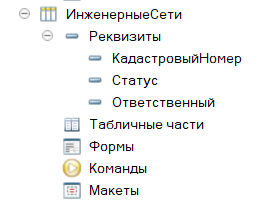 ИнженерныеСети
Реквизиты
КадастровыйНомер
Статус
Ответственный
Табличные части
Формы
Команды
Макеты